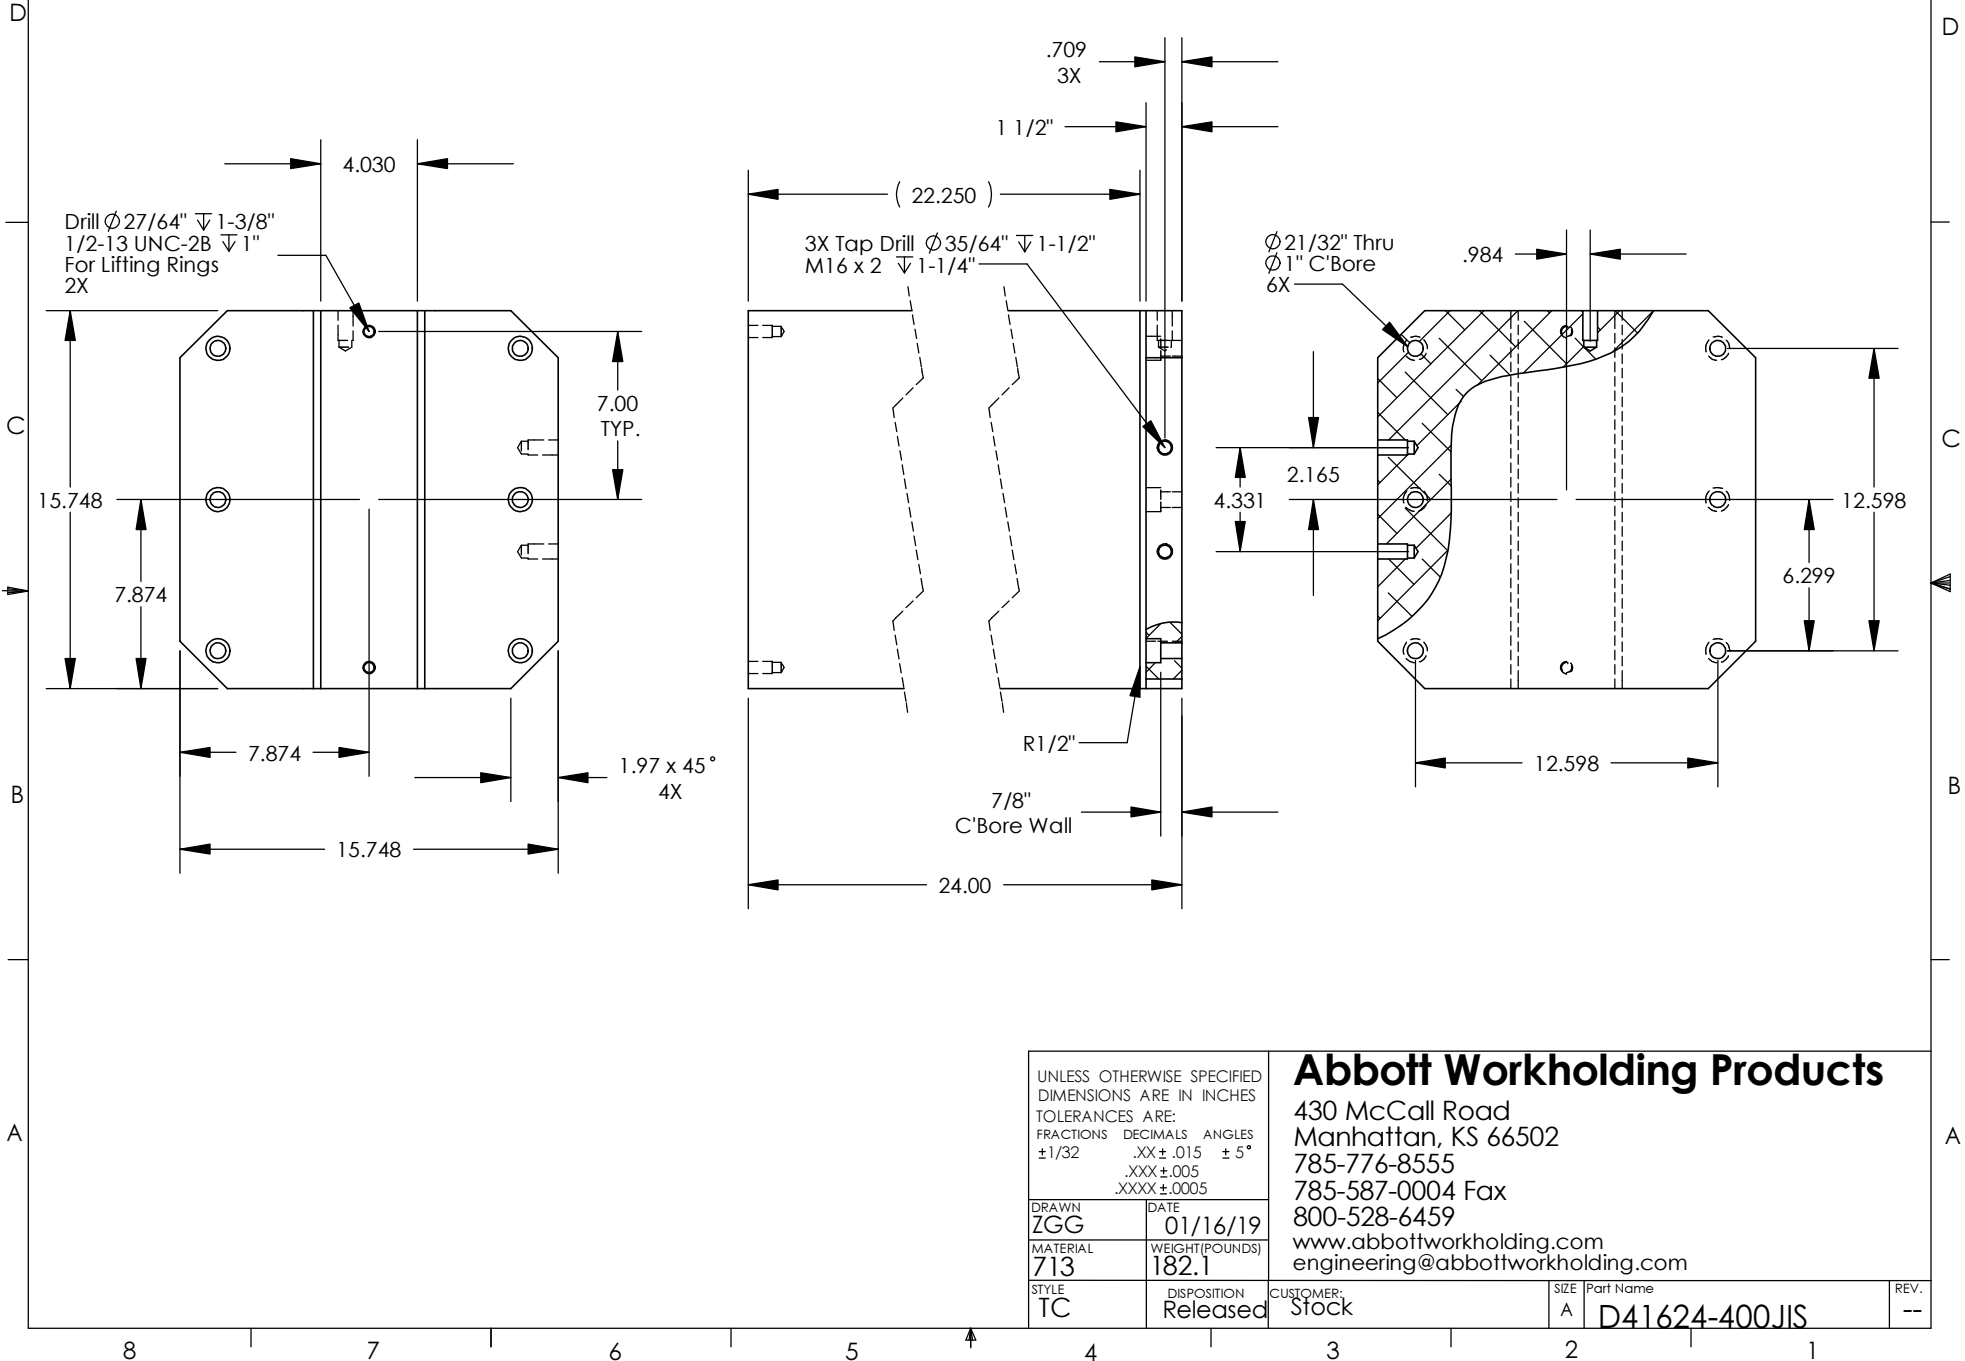 D
D
.709
3X
1 1/2"
4.030
( 22.250 )
Drill ⌀27/64" ↧1-3/8"
1/2-13 UNC-2B ↧1"
For Lifting Rings
2X
3X Tap Drill ⌀35/64" ↧1-1/2"
M16 x 2 ↧1-1/4"
⌀21/32" Thru
⌀1" C'Bore
6X
.984
7.00
TYP.
C
C
15.748
2.165
4.331
12.598
7.874
6.299
R1/2"
7.874
1.97 x 45°
4X
12.598
B
B
7/8"
C'Bore Wall
15.748
24.00
UNLESS OTHERWISE SPECIFIED
DIMENSIONS ARE IN INCHES
TOLERANCES ARE:
FRACTIONS DECIMALS ANGLES
±1/32 .XX± .015 ± 5°
.XXX±.005
.XXXX±.0005
Abbott Workholding Products
430 McCall Road
Manhattan, KS 66502
785-776-8555
785-587-0004 Fax
800-528-6459
www.abbottworkholding.com
engineering@abbottworkholding.com
A
A
DRAWN
ZGG
DATE
01/16/19
MATERIAL
713
WEIGHT(POUNDS)
182.1
STYLE
TC
DISPOSITION
Released
CUSTOMER:
Stock
SIZE
A
Part Name
D41624-400JIS
REV.
--
8 7 6 5 4 3 2 1